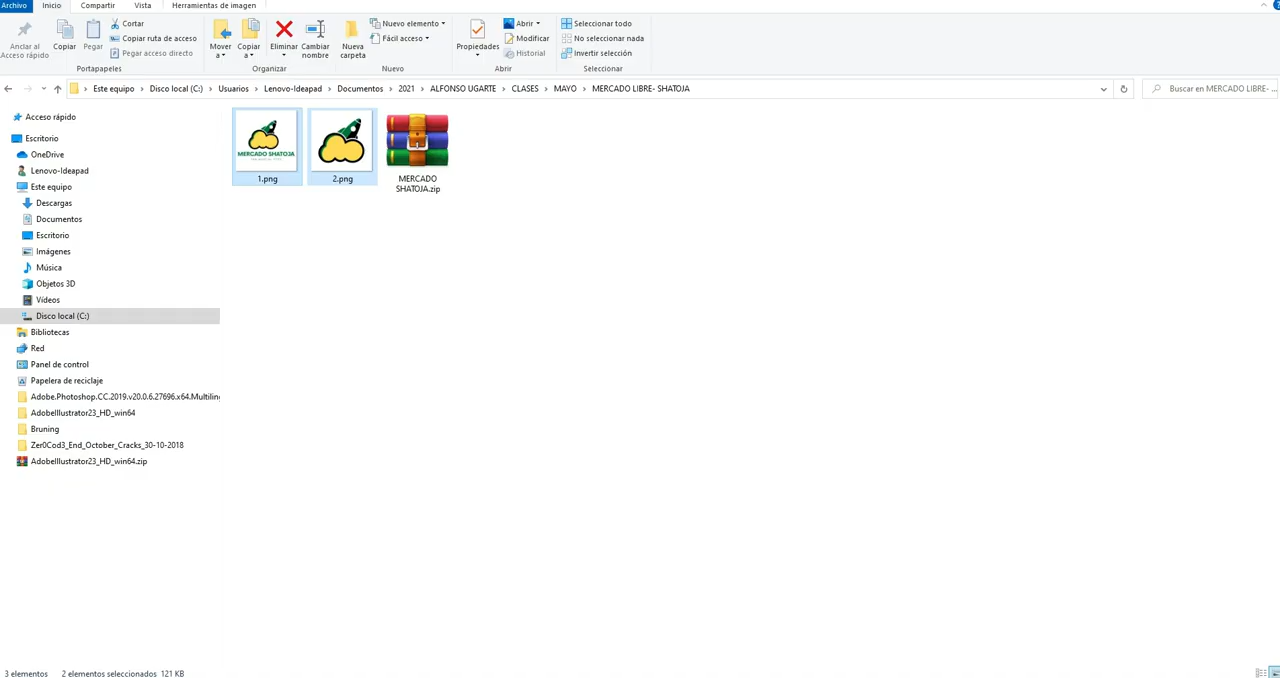 Archivo Inicio Compartir Vista Herramientas de imagen
Anclar al Acceso rápido
Copiar
Pegar
Cortar
Copiar ruta de acceso
Pegar acceso directo
Portapapeles
Mover a
Copiar a
Eliminar
Cambiar nombre
Organizar
Nueva carpeta
Nuevo elemento
Fácil acceso
Nuevo
Propiedades
Abrir
Modificar
Historial
Abrir
Seleccionar todo
No seleccionar nada
Invertir selección
Seleccionar
Este equipo › Disco local (C:) › Usuarios › Lenovo-Ideapad › Documentos › 2021 › ALFONSO UGARTE › CLASES › MAYO › MERCADO LIBRE- SHATOJA
Buscar en MERCADO LIBRE- ...
Acceso rápido
Escritorio
OneDrive
Lenovo-Ideapad
Este equipo
Descargas
Documentos
Escritorio
Imágenes
Música
Objetos 3D
Vídeos
Disco local (C:)
Bibliotecas
Red
Panel de control
Papelera de reciclaje
Adobe.Photoshop.CC.2019.v20.0.6.27696.x64.Multiling
AdobeIllustrator23_HD_win64
Bruning
Zer0Cod3_End_October_Cracks_30-10-2018
AdobeIllustrator23_HD_win64.zip
MERCADO SHATOJA
1.png
2.png
MERCADO
SHATOJA.zip
3 elementos 2 elementos seleccionados 121 KB